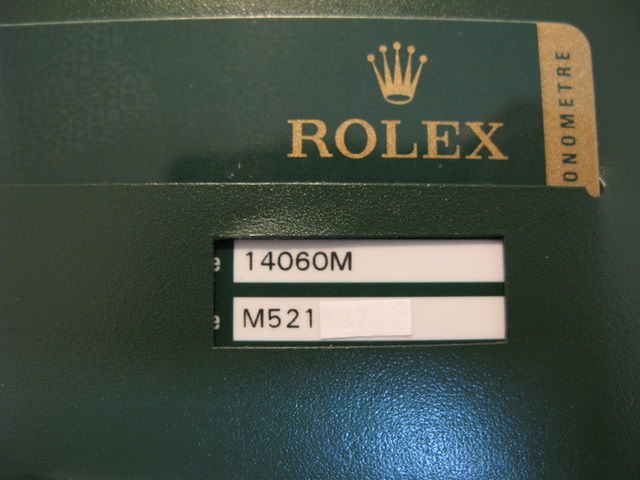 ROLEX
ONOMETRE
e 14060M
e M521